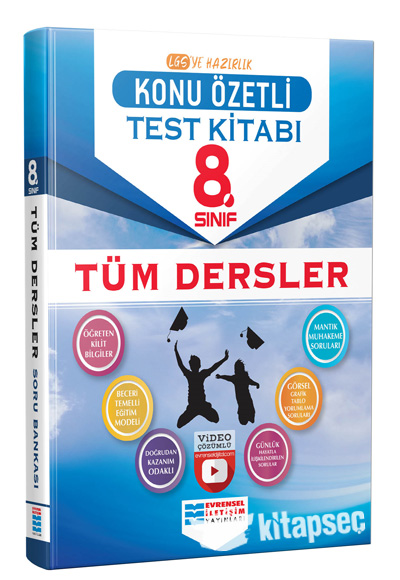 LGS'YE HAZIRLIK
KONU ÖZETLİ
TEST KİTABI
8.
SINIF
TÜM DERSLER
ÖĞRETEN
KİLİT
BİLGİLER
BECERİ
TEMELLİ
EĞİTİM
MODELİ
DOĞRUDAN
KAZANIM
ODAKLI
VİDEO
ÇÖZÜMLÜ
evrenseldijital.com
MANTIK
MUHAKEME
SORULARI
GÖRSEL
GRAFİK
TABLO
YORUMLAMA
SORULARI
GÜNLÜK
HAYATLA
İLİŞKİLENDİRİLEN
SORULAR
EVRENSEL
İLETİŞİM
YAYINLARI
kitapseç
8.
SINIF
TÜM DERSLER SORU BANKASI